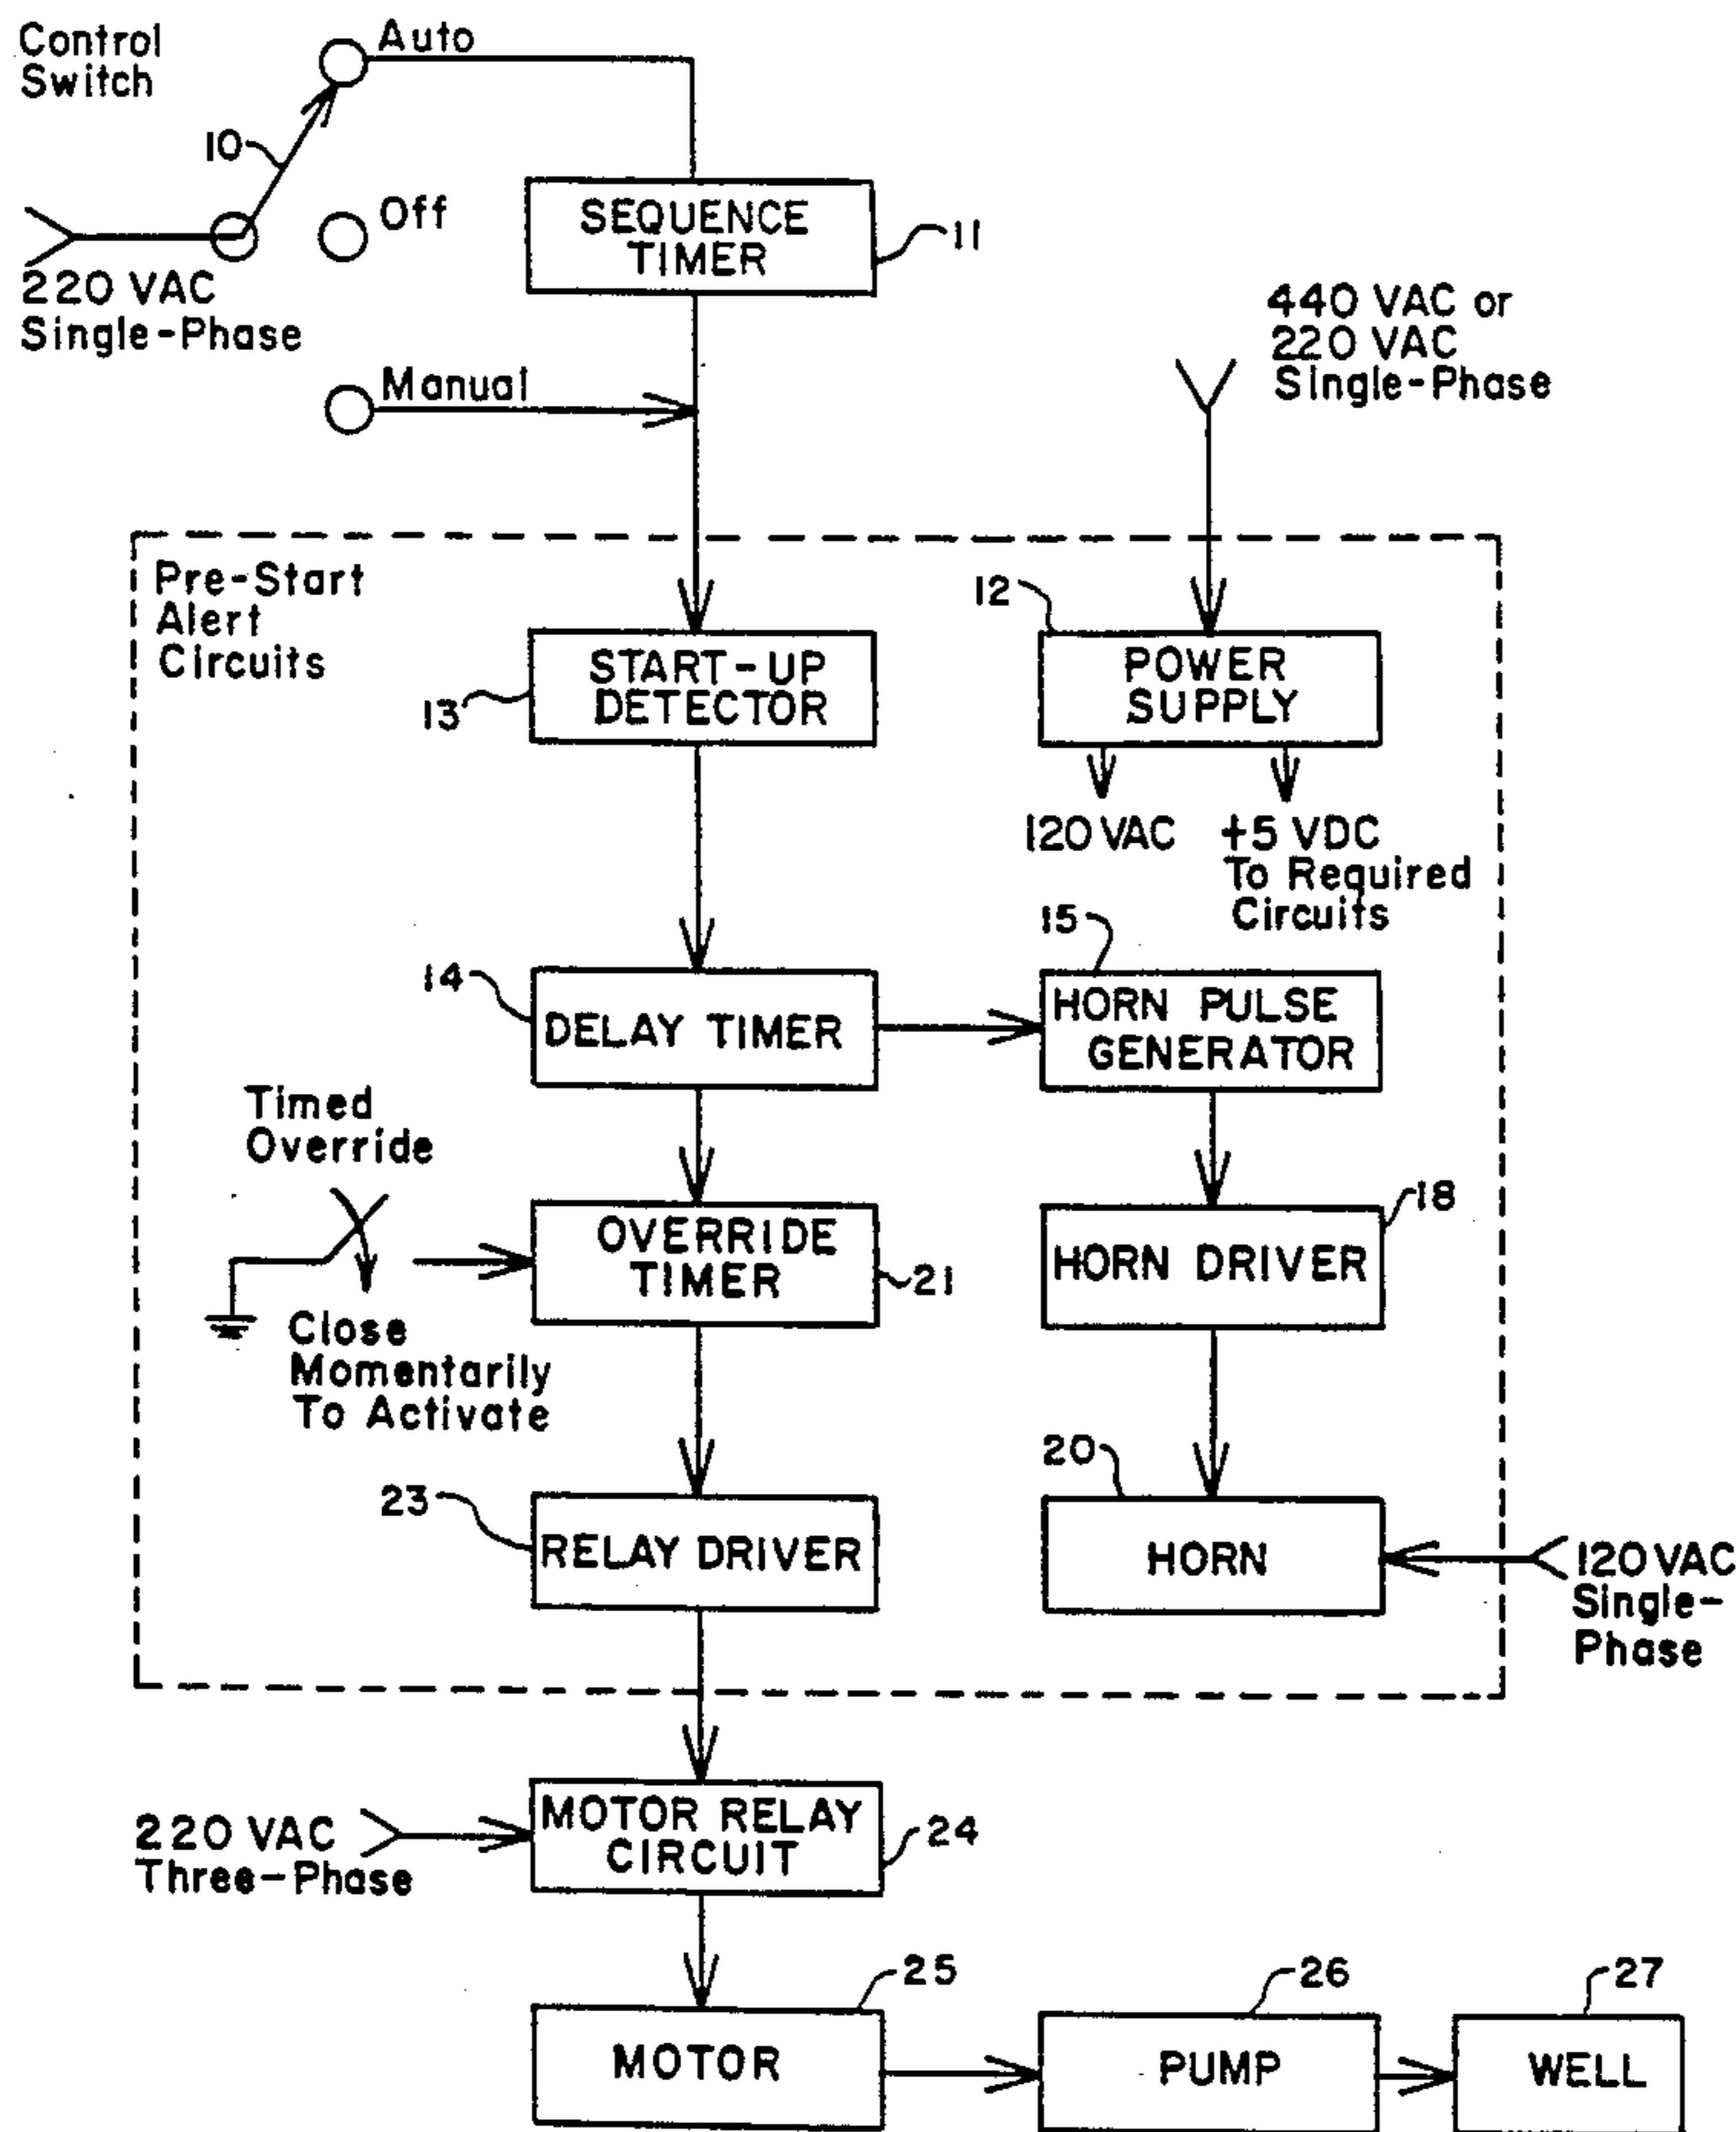 Control
Switch
Auto
10
Off
220 VAC
Single-Phase
SEQUENCE
TIMER
11
Manual
440 VAC or
220 VAC
Single-Phase
Pre-Start
Alert
Circuits
START-UP
DETECTOR
13
12
POWER
SUPPLY
120 VAC
+5 VDC
To Required
Circuits
14
DELAY TIMER
15
HORN PULSE
GENERATOR
Timed
Override
OVERRIDE
TIMER
21
Close
Momentarily
To Activate
18
HORN DRIVER
23
RELAY DRIVER
20
HORN
120 VAC
Single-
Phase
220 VAC
Three-Phase
MOTOR RELAY
CIRCUIT
24
25
MOTOR
26
PUMP
27
WELL